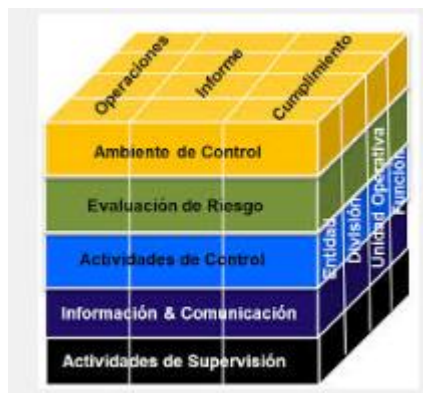 Operaciones
Informe
Cumplimiento
Ambiente de Control
Evaluación de Riesgo
Actividades de Control
Información & Comunicación
Actividades de Supervisión
Entidad
División
Unidad Operativa
Función